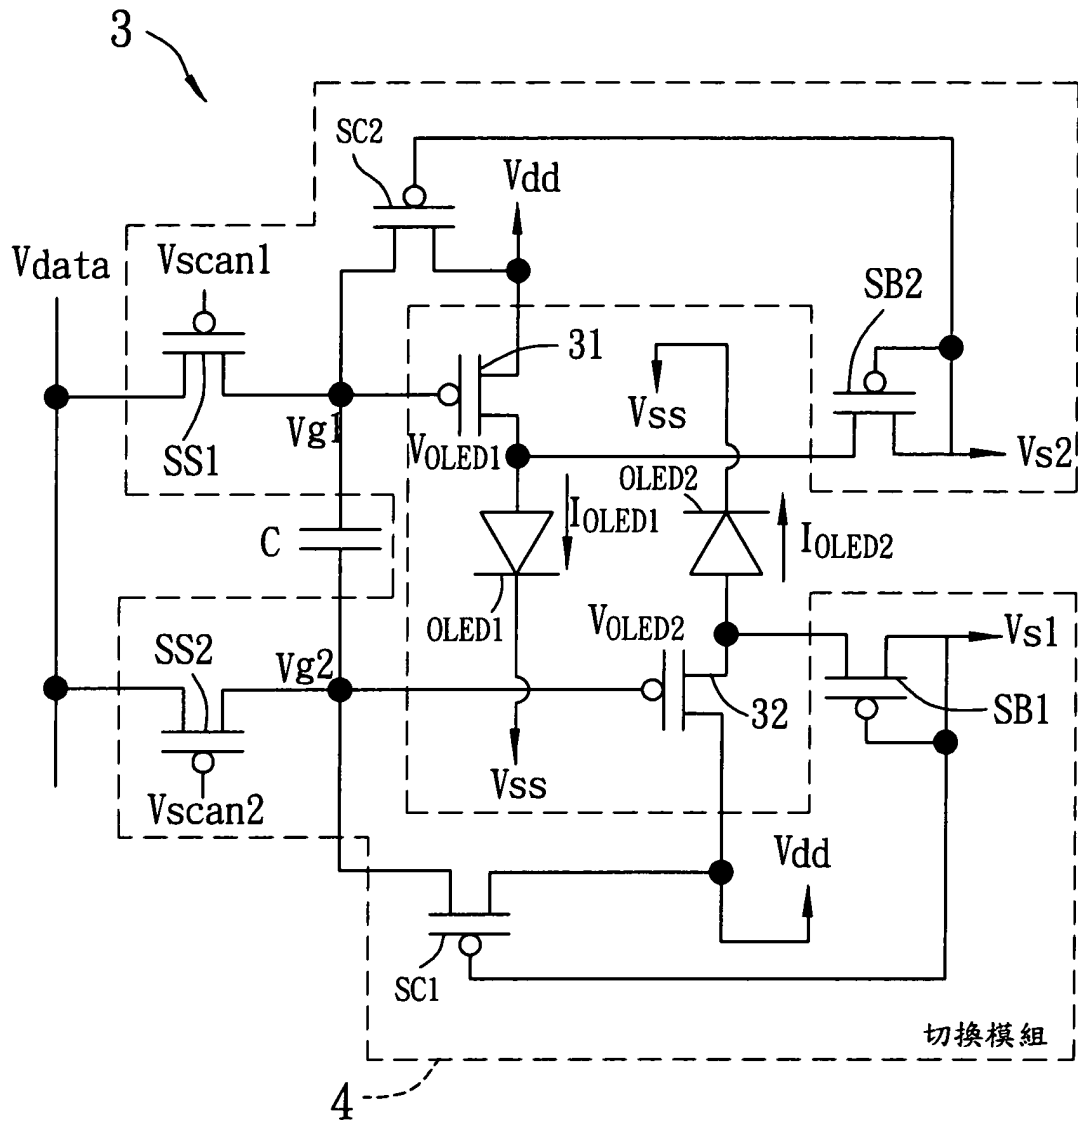 3
SC2
Vdd
Vdata
Vscan1
SB2
31
Vss
Vg1
SS1
VOLED1
Vs2
OLED2
IOLED1
C
IOLED2
OLED1
VOLED2
SS2
Vs1
Vg2
32
SB1
Vss
Vscan2
Vdd
SC1
切換模組
4